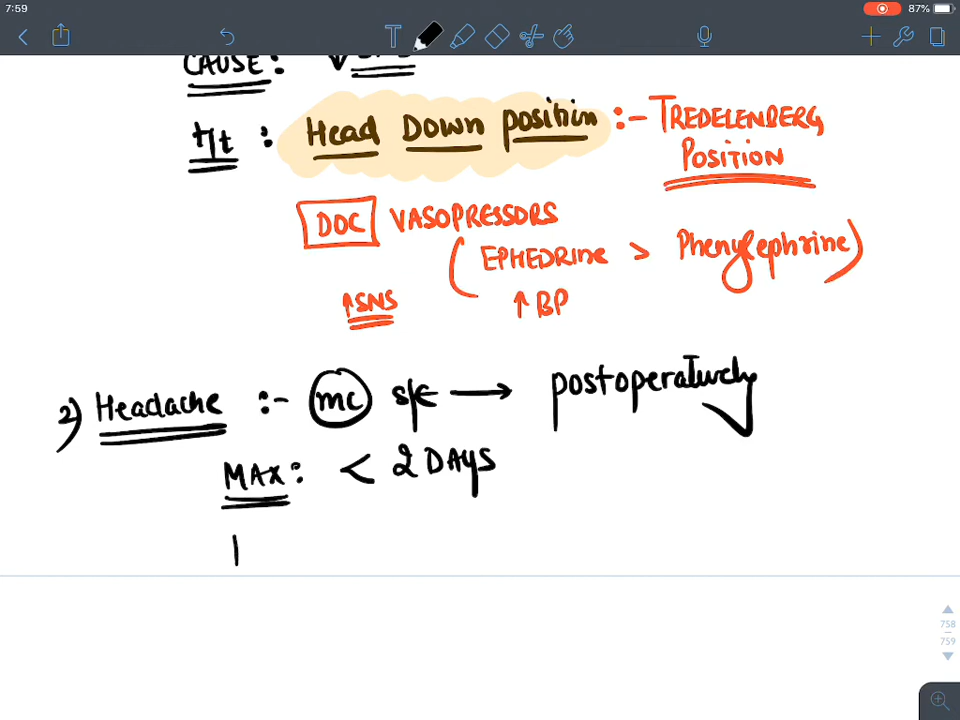 7:59 87%
CAUSE:
Tt : Head Down position :- TREDELENBERG
POSITION
DOC VASOPRESSORS
(EPHEDRINE > Phenylephrine)
↑SNS ↑BP
2) Headache :- mc s/E → postoperatively
MAX: < 2 DAYS
758
759